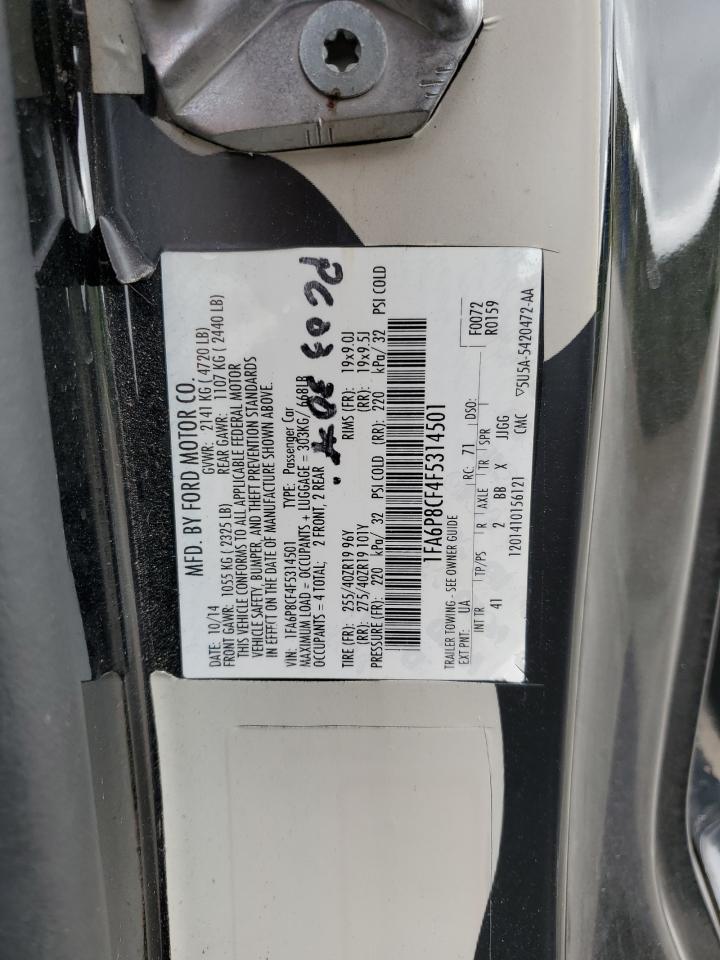 MFD. BY FORD MOTOR CO.
DATE: 10/14 GVWR: 2141 KG ( 4720 LB)
FRONT GAWR: 1055 KG ( 2325 LB) REAR GAWR: 1107 KG ( 2440 LB)
THIS VEHICLE CONFORMS TO ALL APPLICABLE FEDERAL MOTOR
VEHICLE SAFETY, BUMPER, AND THEFT PREVENTION STANDARDS
IN EFFECT ON THE DATE OF MANUFACTURE SHOWN ABOVE.
VIN: 1FA6P8CF4F5314501 TYPE: Passenger Car
MAXIMUM LOAD = OCCUPANTS + LUGGAGE = 303KG/ 668LB
OCCUPANTS = 4 TOTAL; 2 FRONT, 2 REAR
TIRE (FR): 255/40ZR19 96Y RIMS (FR): 19x9.0J
(RR): 275/40ZR19 101Y (RR): 19x9.5J
PRESSURE (FR): 220 kPa/ 32 PSI COLD (RR): 220 kPa/ 32 PSI COLD
1FA6P8CF4F5314501
TRAILER TOWING - SEE OWNER GUIDE
EXT PNT: UA RC: 71 DSO: F0072
R0159
INT TR TP/PS R AXLE TR SPR
41 2 BB X JJGG
1201410156121 CMC ▽5U5A-5420472-AA